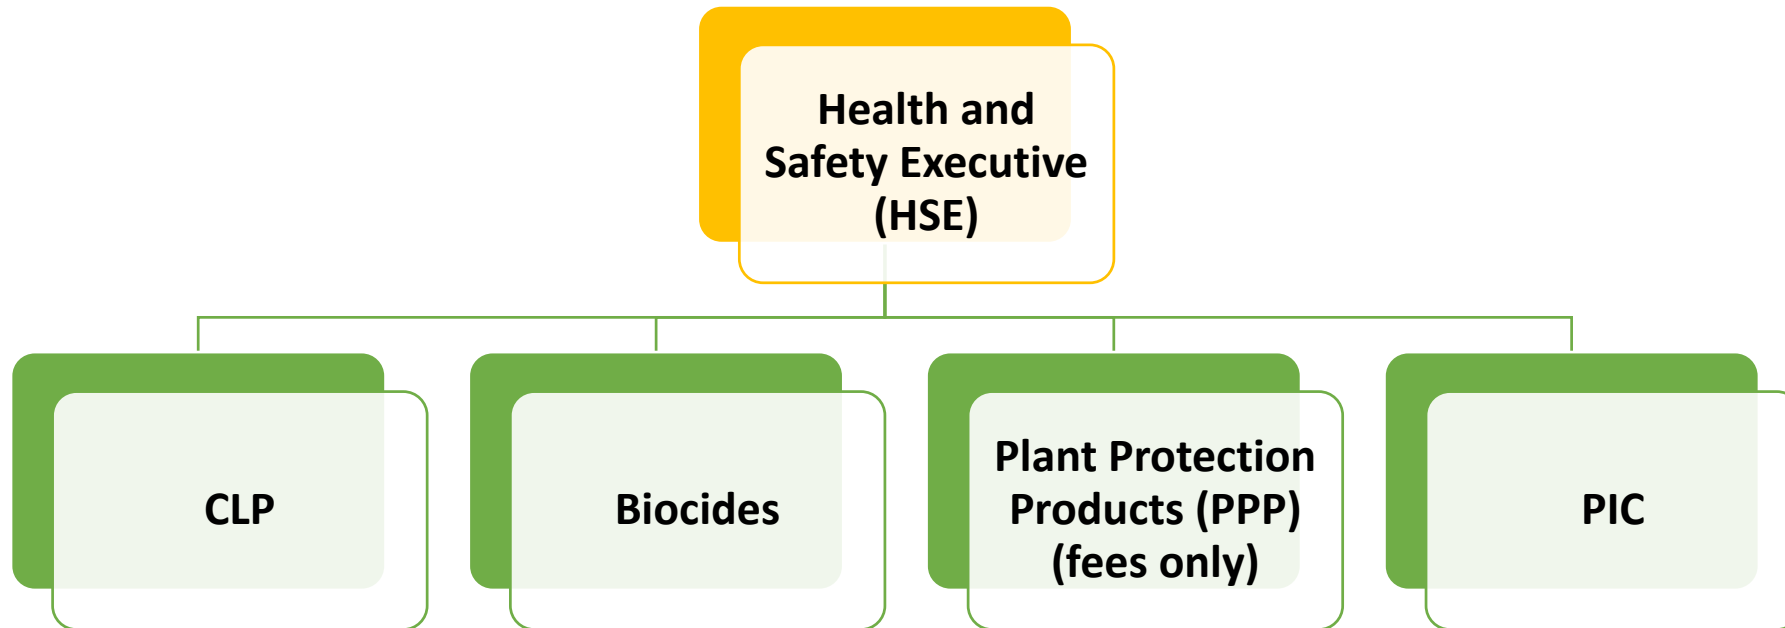 Health and
Safety Executive
(HSE)
CLP
Biocides
Plant Protection
Products (PPP)
(fees only)
PIC